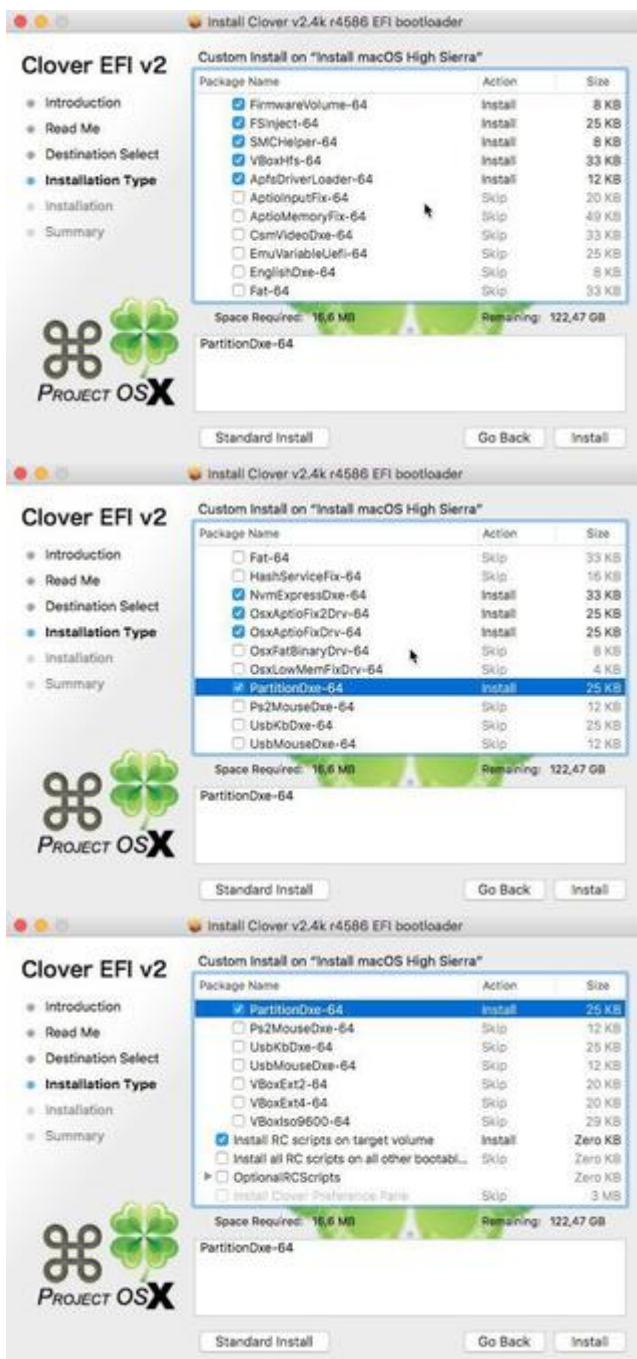 Install Clover v2.4k r4586 EFI bootloader
Clover EFI v2
Custom Install on "Install macOS High Sierra"
Package Name Action Size
Introduction
Read Me
Destination Select
Installation Type
Installation
Summary
FirmwareVolume-64 Install 8 KB
FSInject-64 Install 25 KB
SMCHelper-64 Install 8 KB
VBoxHfs-64 Install 33 KB
ApfsDriverLoader-64 Install 12 KB
AptioInputFix-64 Skip 20 KB
AptioMemoryFix-64 Skip 49 KB
CsmVideoDxe-64 Skip 33 KB
EmuVariableUefi-64 Skip 25 KB
EnglishDxe-64 Skip 8 KB
Fat-64 Skip 33 KB
Space Required: 16,6 MB Remaining: 122,47 GB
PartitionDxe-64
PROJECT OSX
Standard Install Go Back Install
Install Clover v2.4k r4586 EFI bootloader
Clover EFI v2
Custom Install on "Install macOS High Sierra"
Package Name Action Size
Introduction
Read Me
Destination Select
Installation Type
Installation
Summary
Fat-64 Skip 33 KB
HashServiceFix-64 Skip 16 KB
NvmExpressDxe-64 Install 33 KB
OsxAptioFix2Drv-64 Install 25 KB
OsxAptioFixDrv-64 Install 25 KB
OsxFatBinaryDrv-64 Skip 8 KB
OsxLowMemFixDrv-64 Skip 4 KB
PartitionDxe-64 Install 25 KB
Ps2MouseDxe-64 Skip 12 KB
UsbKbDxe-64 Skip 25 KB
UsbMouseDxe-64 Skip 12 KB
Space Required: 16,6 MB Remaining: 122,47 GB
PartitionDxe-64
PROJECT OSX
Standard Install Go Back Install
Install Clover v2.4k r4586 EFI bootloader
Clover EFI v2
Custom Install on "Install macOS High Sierra"
Package Name Action Size
Introduction
Read Me
Destination Select
Installation Type
Installation
Summary
PartitionDxe-64 Install 25 KB
Ps2MouseDxe-64 Skip 12 KB
UsbKbDxe-64 Skip 25 KB
UsbMouseDxe-64 Skip 12 KB
VBoxExt2-64 Skip 20 KB
VBoxExt4-64 Skip 20 KB
VBoxIso9600-64 Skip 29 KB
Install RC scripts on target volume Install Zero KB
Install all RC scripts on all other bootabl... Skip Zero KB
OptionalRCScripts Zero KB
Install Clover Preference Pane Skip 3 MB
Space Required: 16,6 MB Remaining: 122,47 GB
PartitionDxe-64
PROJECT OSX
Standard Install Go Back Install